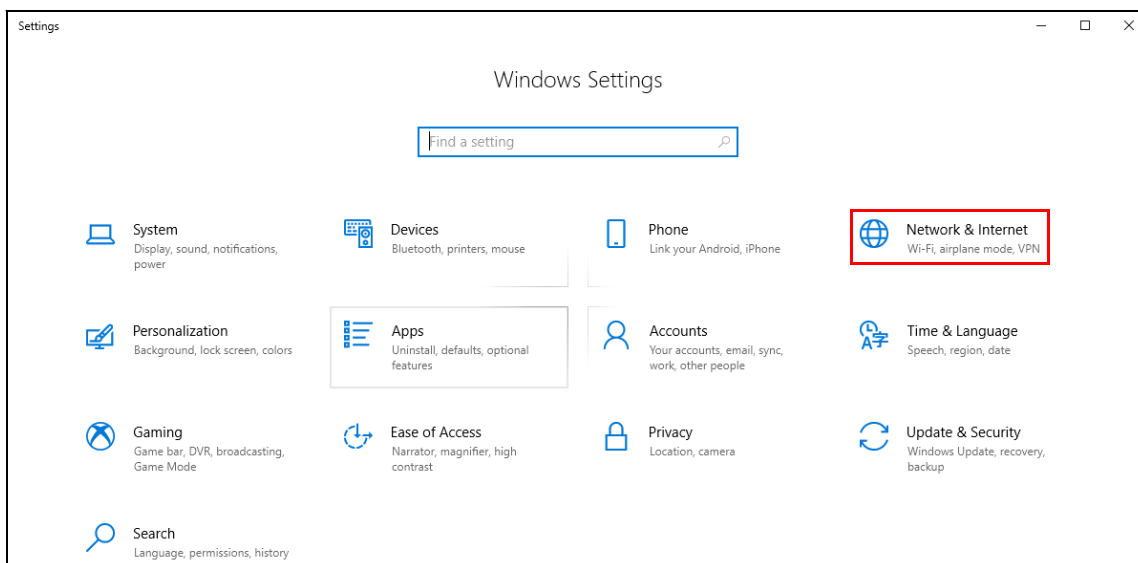 Settings
Windows Settings
Find a setting
System
Display, sound, notifications,
power
Devices
Bluetooth, printers, mouse
Phone
Link your Android, iPhone
Network & Internet
Wi-Fi, airplane mode, VPN
Personalization
Background, lock screen, colors
Apps
Uninstall, defaults, optional
features
Accounts
Your accounts, email, sync,
work, other people
Time & Language
Speech, region, date
Gaming
Game bar, DVR, broadcasting,
Game Mode
Ease of Access
Narrator, magnifier, high
contrast
Privacy
Location, camera
Update & Security
Windows Update, recovery,
backup
Search
Language, permissions, history